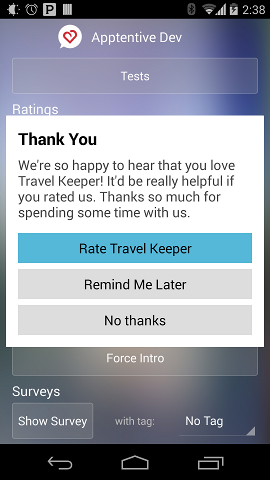 2:38
Apptentive Dev
Tests
Ratings
Thank You
We're so happy to hear that you love
Travel Keeper! It'd be really helpful if
you rated us. Thanks so much for
spending some time with us.
Rate Travel Keeper
Remind Me Later
No thanks
Force Intro
Surveys
Show Survey with tag: No Tag